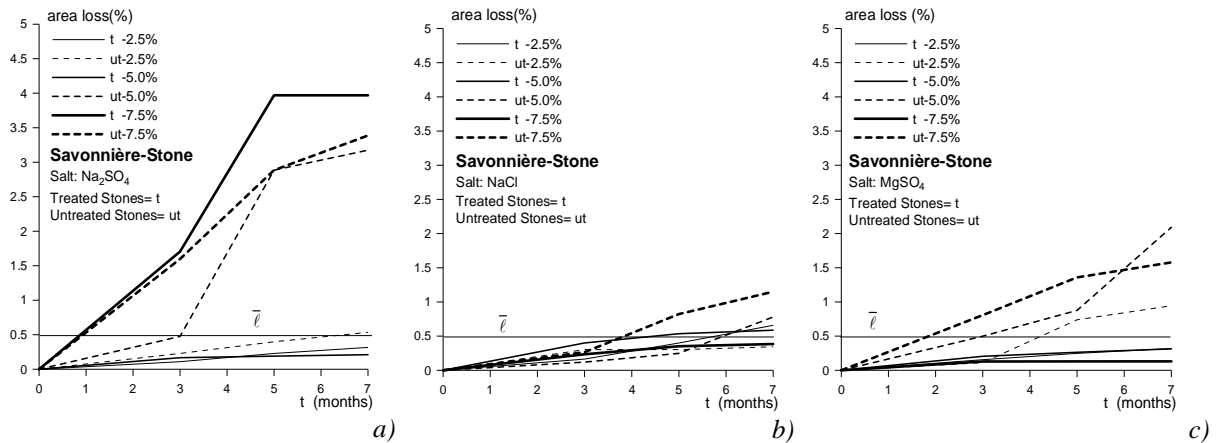 area loss(%)
5
4.5
4
3.5
3
2.5
2
1.5
1
0.5
0
t -2.5%
ut-2.5%
t -5.0%
ut-5.0%
t -7.5%
ut-7.5%
Savonnière-Stone
Salt: Na₂SO₄
Treated Stones= t
Untreated Stones= ut
ℓ̅
0 1 2 3 4 5 6 7
t (months)
a)
area loss (%)
5
4.5
4
3.5
3
2.5
2
1.5
1
0.5
0
t -2.5%
ut-2.5%
t -5.0%
ut-5.0%
t -7.5%
ut-7.5%
Savonnière-Stone
Salt: NaCl
Treated Stones= t
Untreated Stones= ut
ℓ̅
0 1 2 3 4 5 6 7
t (months)
b)
area loss (%)
5
4.5
4
3.5
3
2.5
2
1.5
1
0.5
0
t -2.5%
ut-2.5%
t -5.0%
ut-5.0%
t -7.5%
ut-7.5%
Savonnière-Stone
Salt: MgSO₄
Treated Stones= t
Untreated Stones= ut
ℓ̅
0 1 2 3 4 5 6 7
t (months)
c)